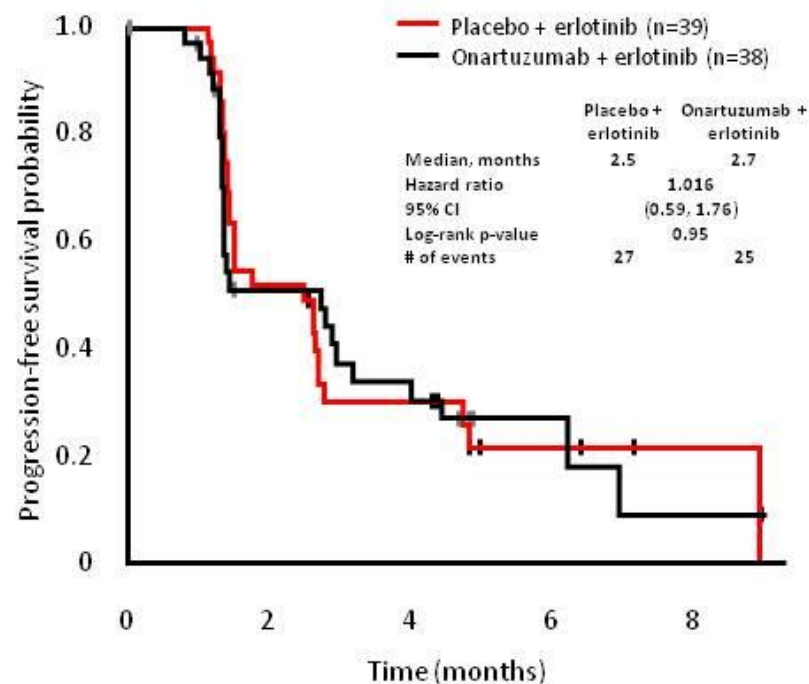 Placebo + erlotinib (n=39)
Onartuzumab + erlotinib (n=38)
Placebo + Onartuzumab +
erlotinib erlotinib
Median, months 2.5 2.7
Hazard ratio 1.016
95% CI (0.59, 1.76)
Log-rank p-value 0.95
# of events 27 25
Progression-free survival probability
1.0
0.8
0.6
0.4
0.2
0
0 2 4 6 8
Time (months)